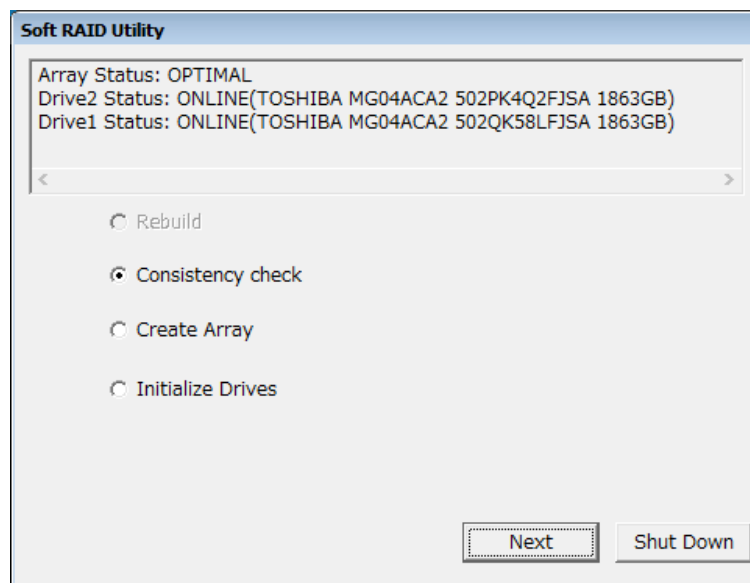 Soft RAID Utility
Array Status: OPTIMAL
Drive2 Status: ONLINE(TOSHIBA MG04ACA2 502PK4Q2FJSA 1863GB)
Drive1 Status: ONLINE(TOSHIBA MG04ACA2 502QK58LFJSA 1863GB)
Rebuild
Consistency check
Create Array
Initialize Drives
Next
Shut Down